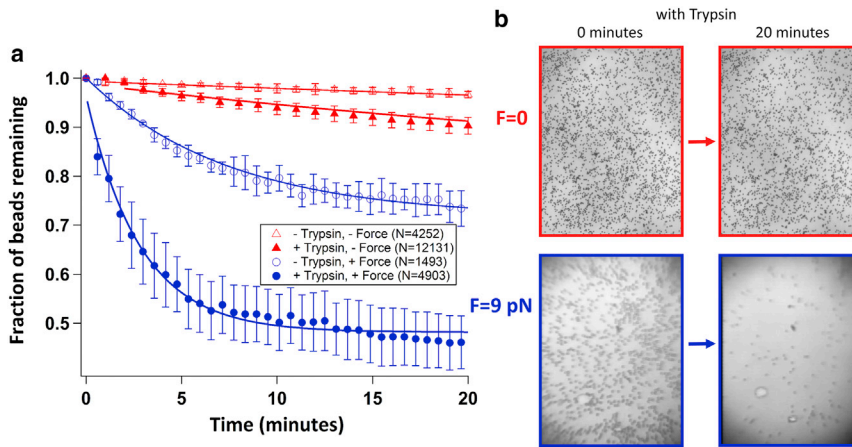 a
1.0
0.9
0.8
0.7
0.6
0.5
Fraction of beads remaining
0
5
10
15
20
Time (minutes)
- Trypsin, - Force (N=4252)
+ Trypsin, - Force (N=12131)
- Trypsin, + Force (N=1493)
+ Trypsin, + Force (N=4903)
F=0
F=9 pN
b
with Trypsin
0 minutes
20 minutes